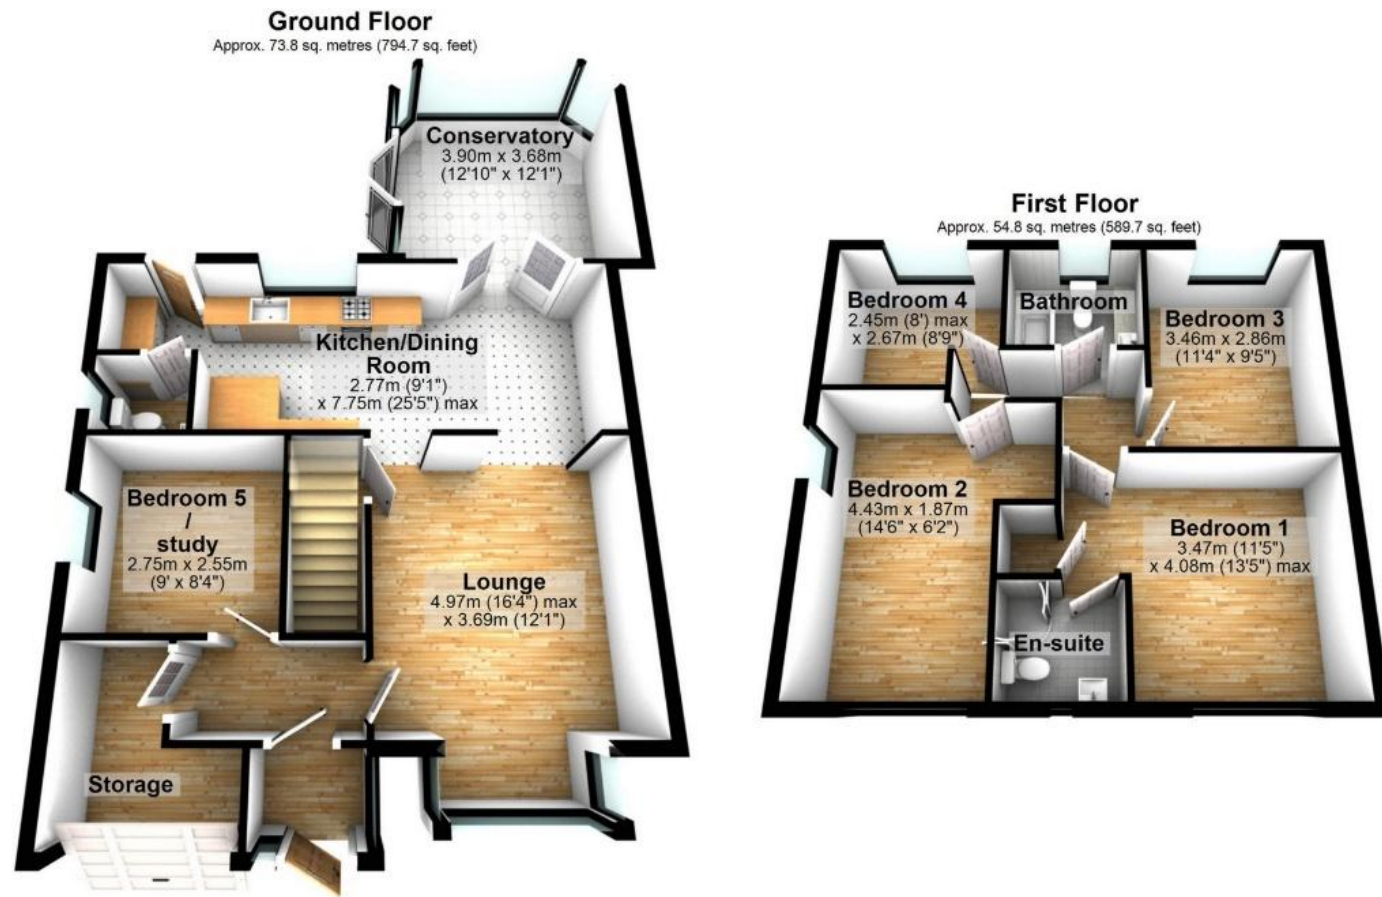 Ground Floor
Approx. 73.8 sq. metres (794.7 sq. feet)
Conservatory
3.90m x 3.68m
(12'10" x 12'1")
Kitchen/Dining
Room
2.77m (9'1")
x 7.75m (25'5") max
Bedroom 5
/
study
2.75m x 2.55m
(9' x 8'4")
Lounge
4.97m (16'4") max
x 3.69m (12'1")
Storage
First Floor
Approx. 54.8 sq. metres (589.7 sq. feet)
Bedroom 4
2.45m (8') max
x 2.67m (8'9")
Bathroom
Bedroom 3
3.46m x 2.86m
(11'4" x 9'5")
Bedroom 2
4.43m x 1.87m
(14'6" x 6'2")
Bedroom 1
3.47m (11'5")
x 4.08m (13'5") max
En-suite